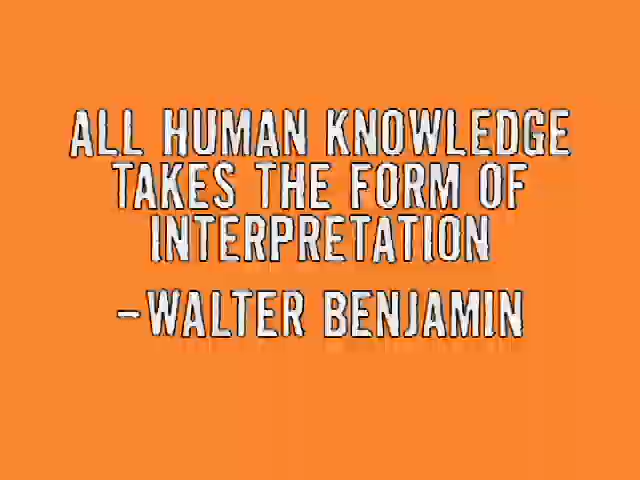 ALL HUMAN KNOWLEDGE
TAKES THE FORM OF
INTERPRETATION
-WALTER BENJAMIN